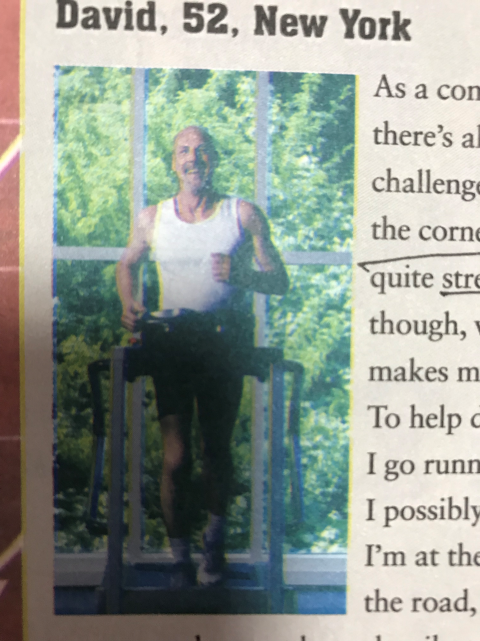 David, 52, New York
As a con
there's al
challenge
the corne
quite stre
though, w
makes m
To help d
I go runn
I possibly
I'm at the
the road,